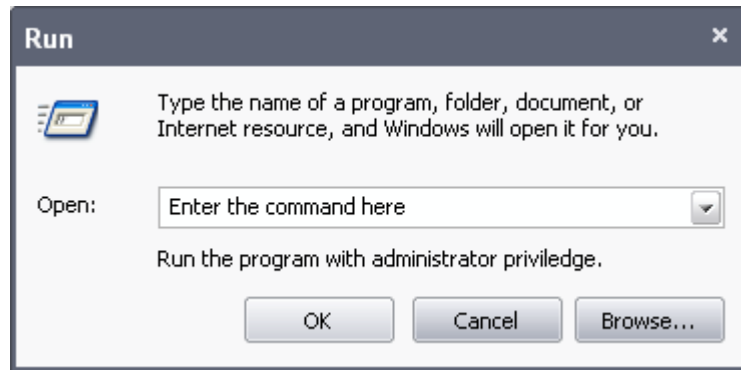 Run
Type the name of a program, folder, document, or
Internet resource, and Windows will open it for you.
Open:
Enter the command here
Run the program with administrator priviledge.
OK
Cancel
Browse...